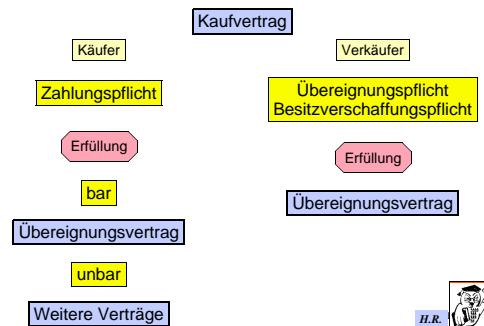 Kaufvertrag
Käufer
Verkäufer
Zahlungspflicht
Übereignungspflicht
Besitzverschaffungspflicht
Erfüllung
Erfüllung
bar
Übereignungsvertrag
Übereignungsvertrag
unbar
Weitere Verträge
H.R.